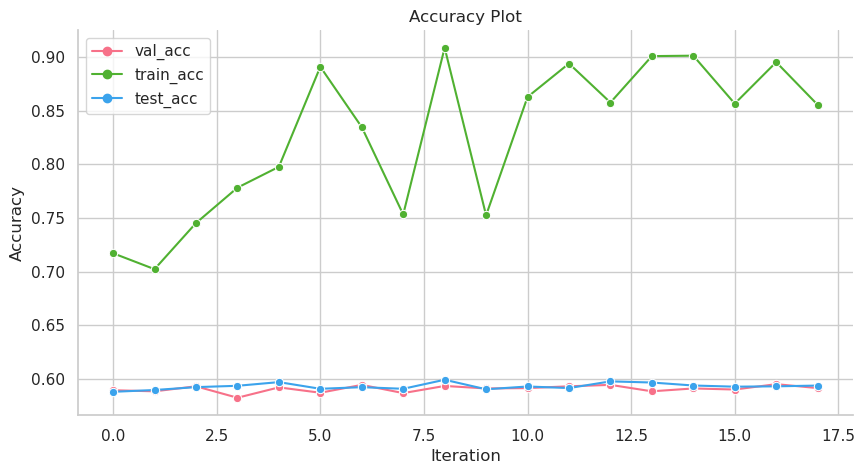 Accuracy Plot
val_acc
train_acc
test_acc
Accuracy
0.90
0.85
0.80
0.75
0.70
0.65
0.60
0.0 2.5 5.0 7.5 10.0 12.5 15.0 17.5
Iteration